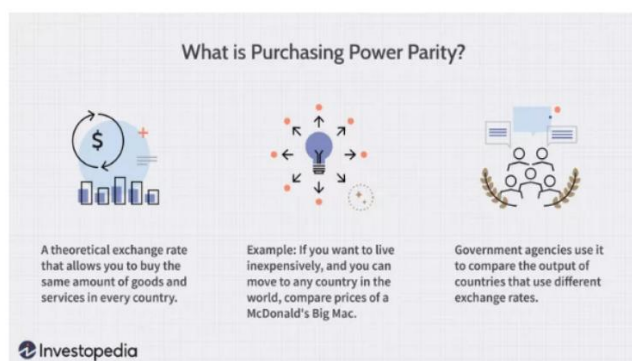 What is Purchasing Power Parity?
$
A theoretical exchange rate
that allows you to buy the
same amount of goods and
services in every country.
Example: If you want to live
inexpensively, and you can
move to any country in the
world, compare prices of a
McDonald's Big Mac.
Government agencies use it
to compare the output of
countries that use different
exchange rates.
Investopedia